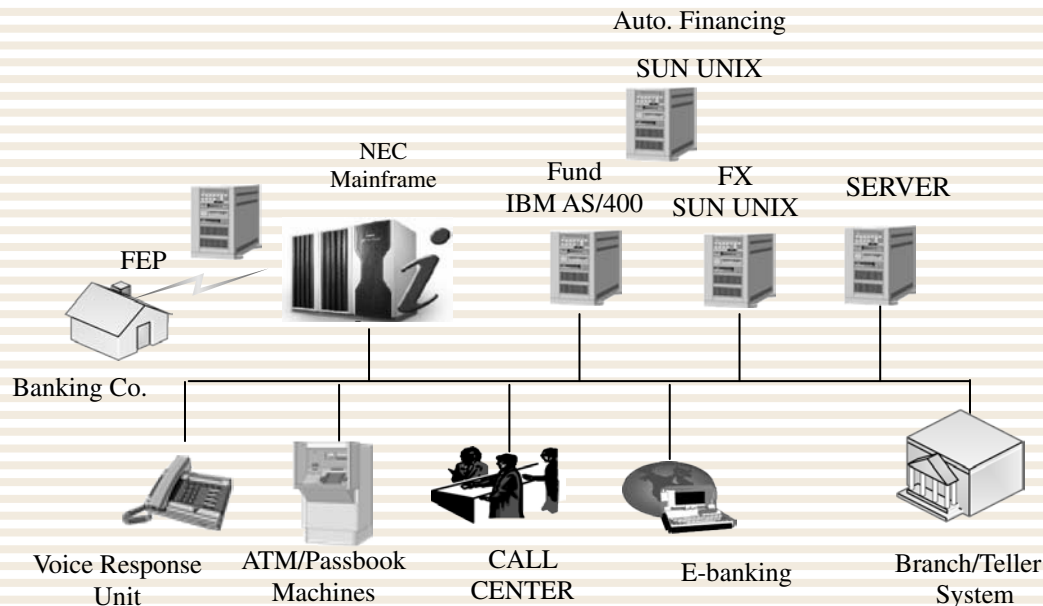 Auto. Financing
SUN UNIX
NEC
Mainframe
Fund
IBM AS/400
FX
SUN UNIX
SERVER
FEP
Banking Co.
Voice Response
Unit
ATM/Passbook
Machines
CALL
CENTER
E-banking
Branch/Teller
System